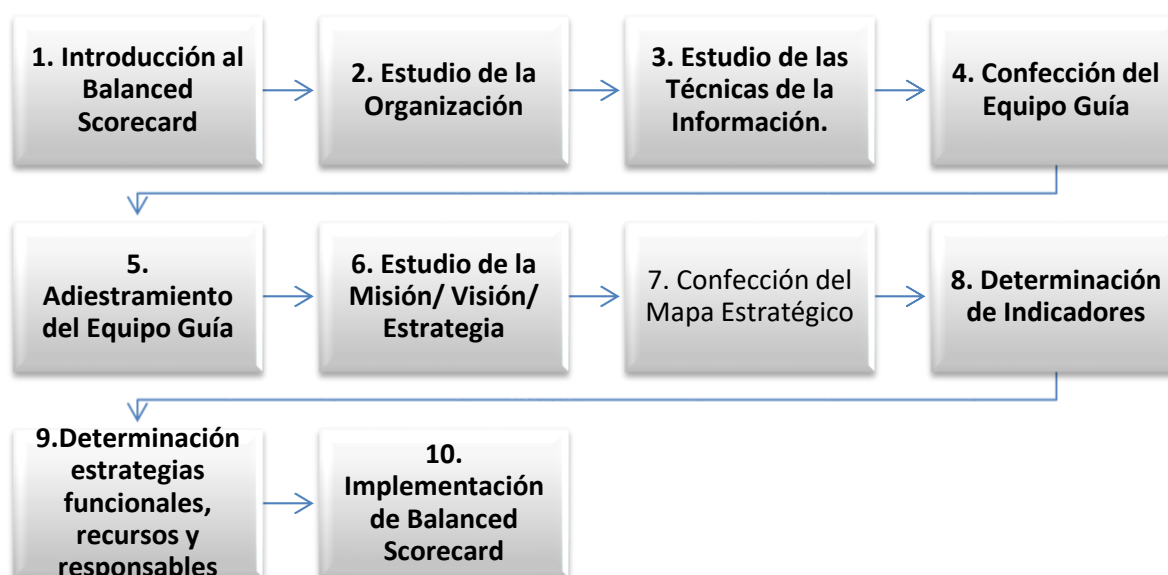 1. Introducción al
Balanced
Scorecard
2. Estudio de la
Organización
3. Estudio de las
Técnicas de la
Información.
4. Confección del
Equipo Guía
5.
Adiestramiento
del Equipo Guía
6. Estudio de la
Misión/ Visión/
Estrategia
7. Confección del
Mapa Estratégico
8. Determinación
de Indicadores
9.Determinación
estrategias
funcionales,
recursos y
responsables
10.
Implementación
de Balanced
Scorecard